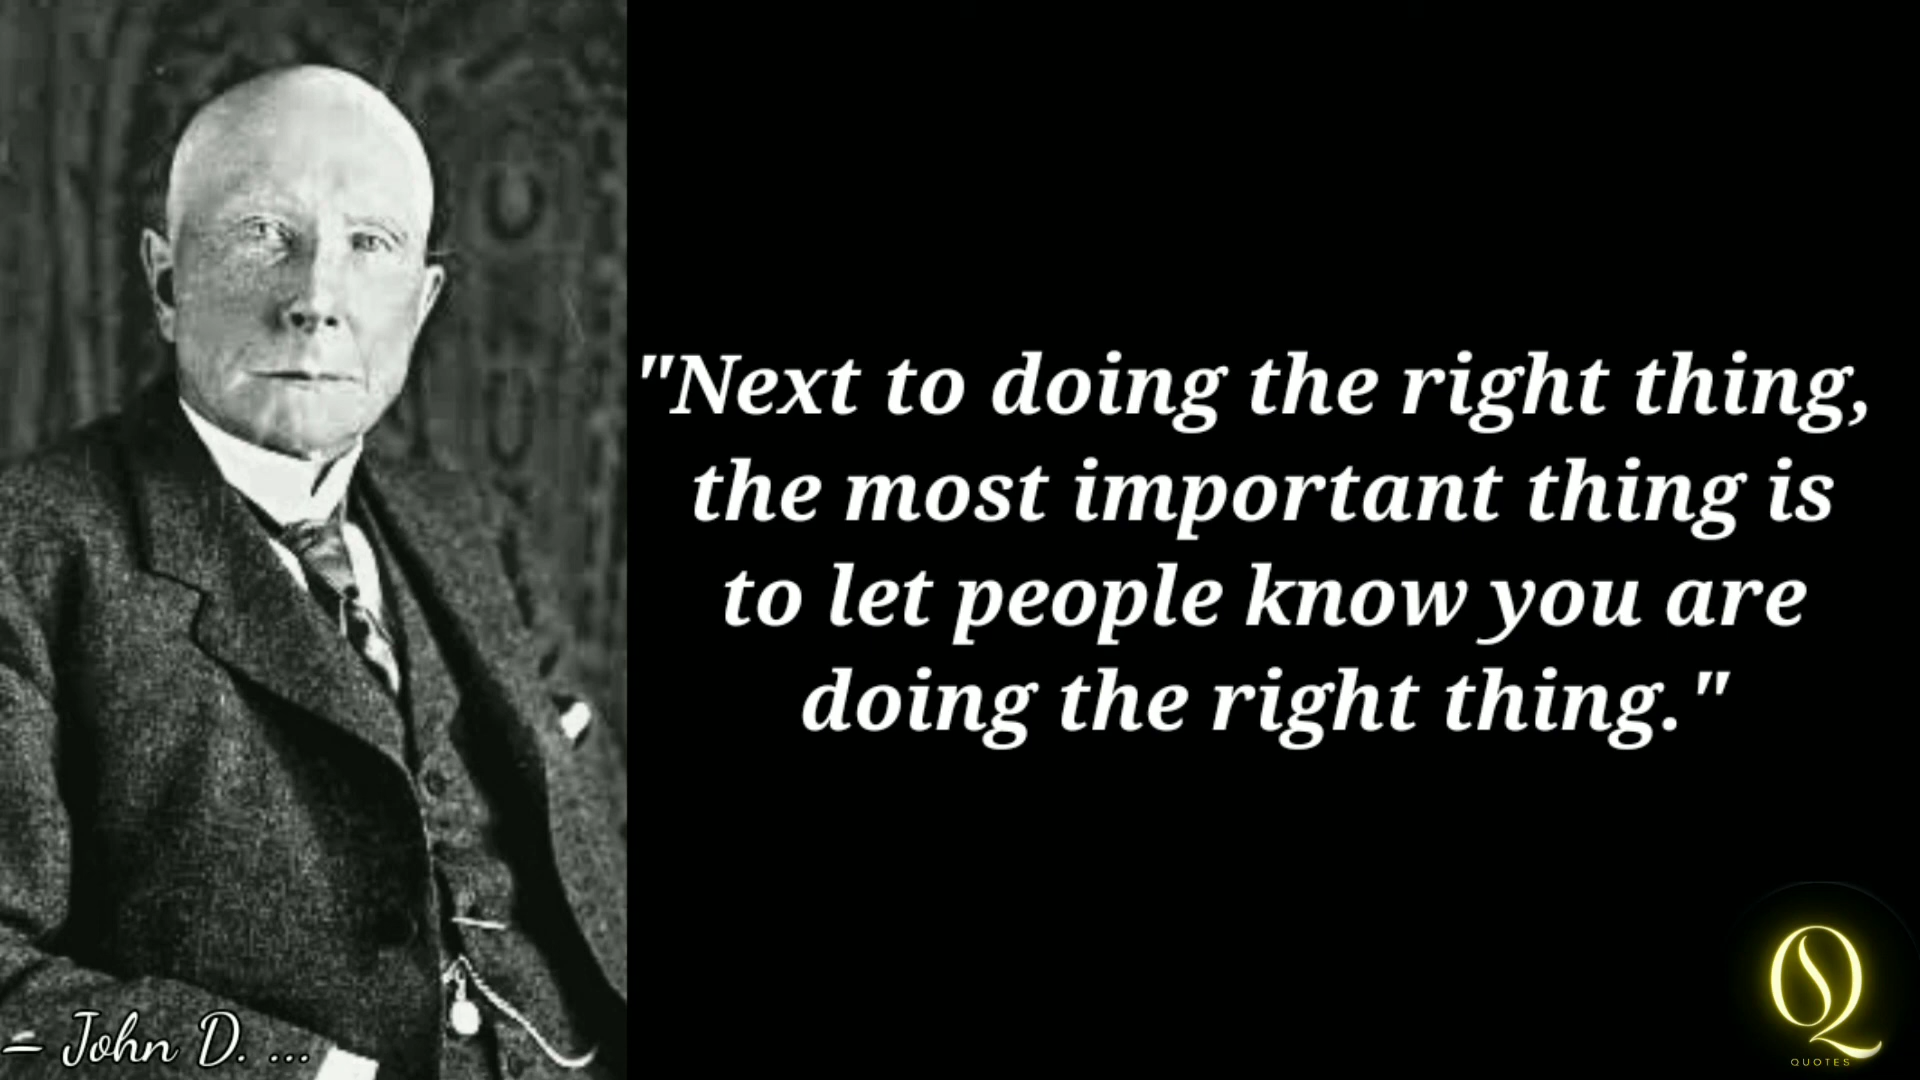 "Next to doing the right thing,
the most important thing is
to let people know you are
doing the right thing."
– John D. ...
Q
QUOTES